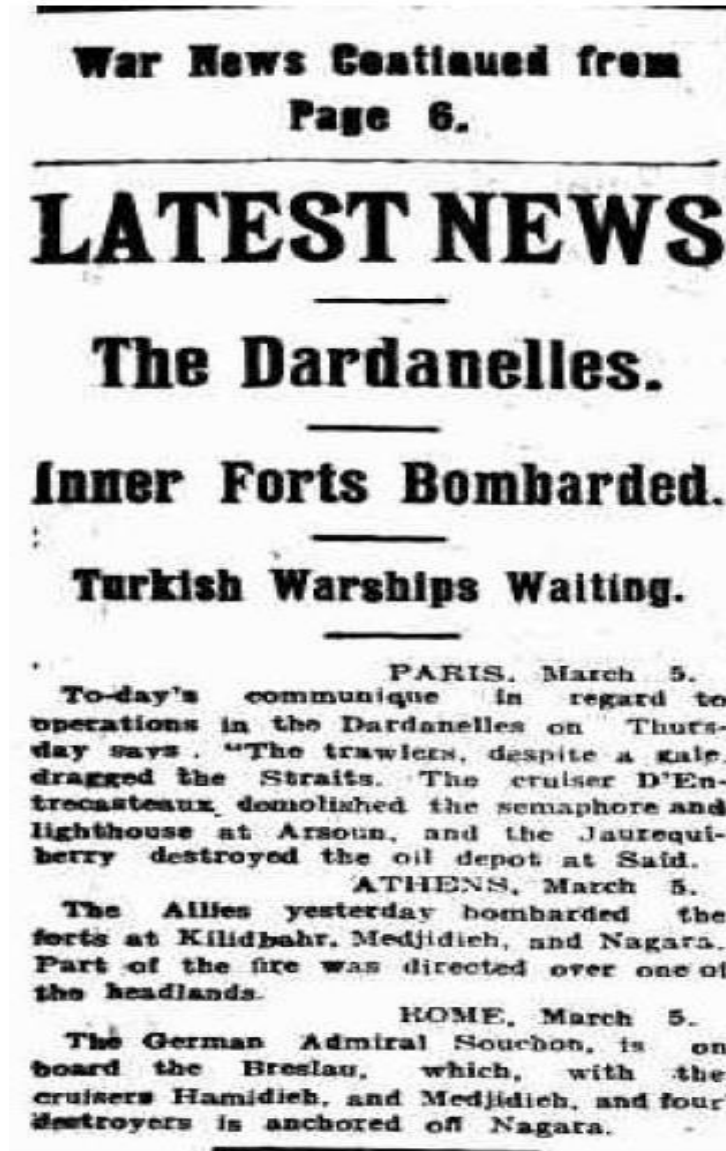 War News Continued from
Page 6.
LATEST NEWS
The Dardanelles.
Inner Forts Bombarded.
Turkish Warships Waiting.
PARIS, March 5.
To-day's communique in regard to
operations in the Dardanelles on Thurs-
day says. "The trawlers, despite a gale,
dragged the Straits. The cruiser D'En-
trecasteaux demolished the semaphore and
lighthouse at Arsoun, and the Jaurequi-
berry destroyed the oil depot at Said.
ATHENS, March 5.
The Allies yesterday bombarded the
forts at Kilidbahr, Medjidieh, and Nagara.
Part of the fire was directed over one of
the headlands.
ROME, March 5.
The German Admiral Souchon, is on
board the Breslau, which, with the
cruisers Hamidieh, and Medjidieh, and four
destroyers is anchored off Nagara.